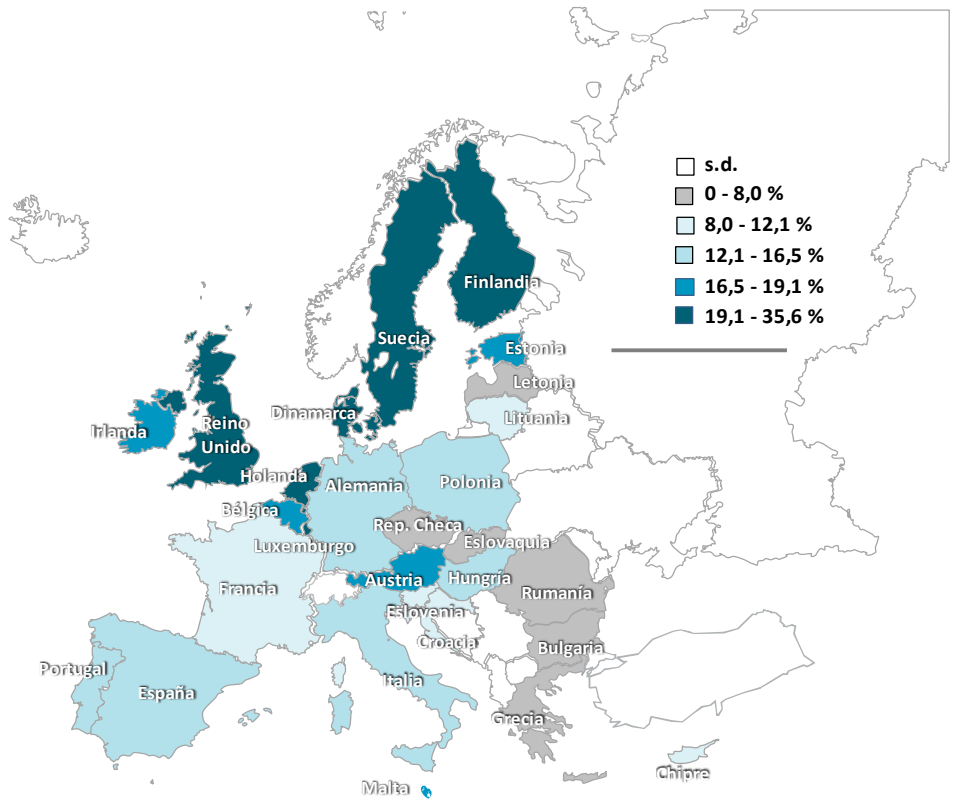 s.d.
0 - 8,0 %
8,0 - 12,1 %
12,1 - 16,5 %
16,5 - 19,1 %
19,1 - 35,6 %
Finlandia
Suecia
Estonia
Letonia
Dinamarca
Lituania
Irlanda
Reino
Unido
Holanda
Alemania
Polonia
Bélgica
Rep. Checa
Luxemburgo
Eslovaquia
Austria
Hungría
Francia
Rumanía
Eslovenia
Croacia
Bulgaria
Portugal
España
Italia
Grecia
Chipre
Malta